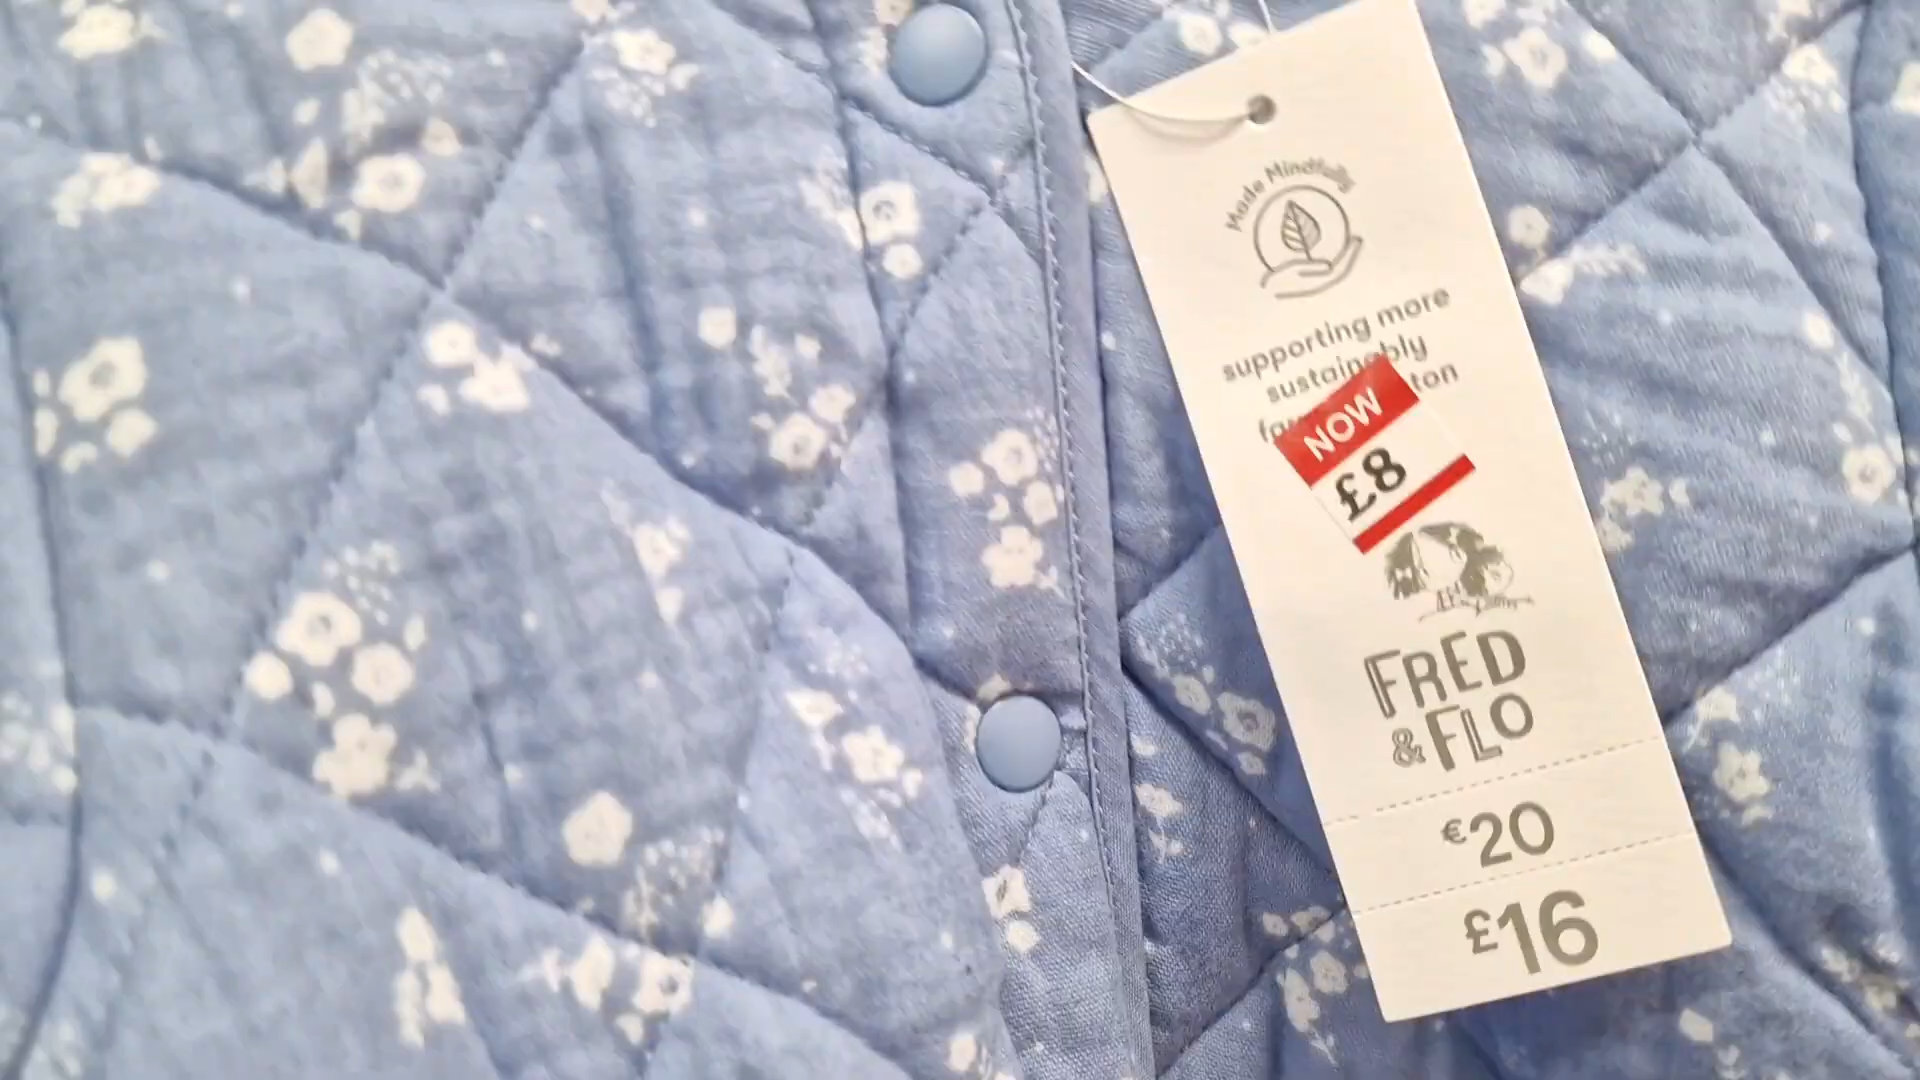 Made Mindfully
supporting more
sustainably
NOW
£8
FRED
& FLO
€20
£16